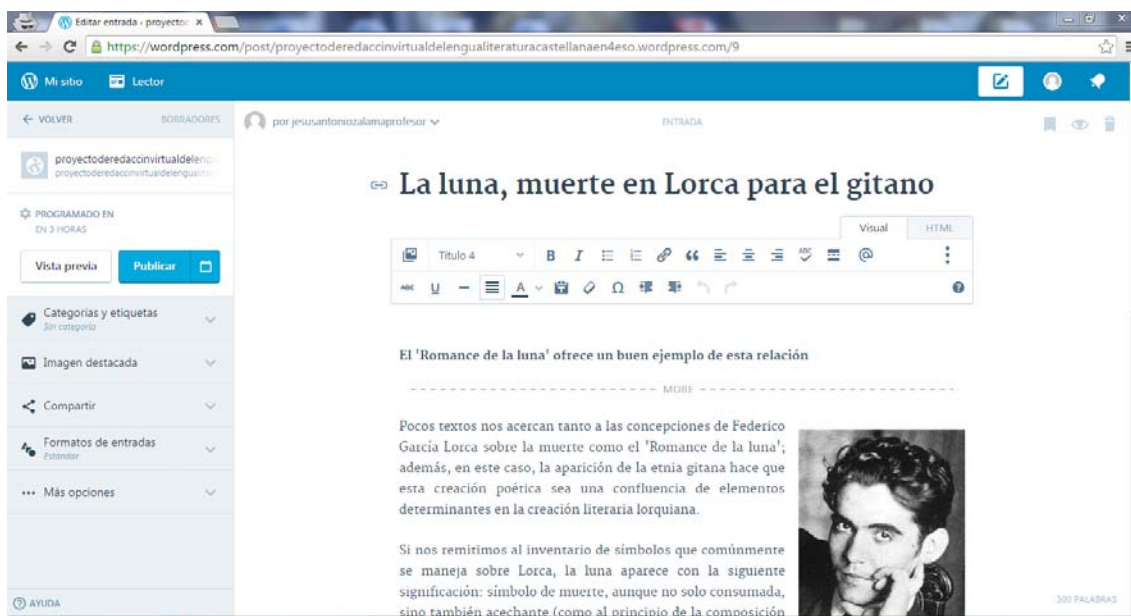 Editar entrada ‹ proyecto
https://wordpress.com/post/proyectoderedaccinvirtualdelengualiteraturacastellanaen4eso.wordpress.com/9
Mi sitio
Lector
VOLVER
BORRADORES
por jesusantoniozalamaprofesor
ENTRADA
proyectoderedaccinvirtualdeleng
proyectoderedaccinvirtualdelengualite
PROGRAMADO EN
EN 3 HORAS
Vista previa
Publicar
Categorías y etiquetas
Sin categoría
Imagen destacada
Compartir
Formatos de entradas
Estándar
Más opciones
AYUDA
La luna, muerte en Lorca para el gitano
Visual
HTML
Título 4
B
I
ABC
ABC
U
A
Ω
El 'Romance de la luna' ofrece un buen ejemplo de esta relación
MORE
Pocos textos nos acercan tanto a las concepciones de Federico
García Lorca sobre la muerte como el 'Romance de la luna';
además, en este caso, la aparición de la etnia gitana hace que
esta creación poética sea una confluencia de elementos
determinantes en la creación literaria lorquiana.
Si nos remitimos al inventario de símbolos que comúnmente
se maneja sobre Lorca, la luna aparece con la siguiente
significación: símbolo de muerte, aunque no solo consumada,
sino también acechante (como al principio de la composición
300 PALABRAS